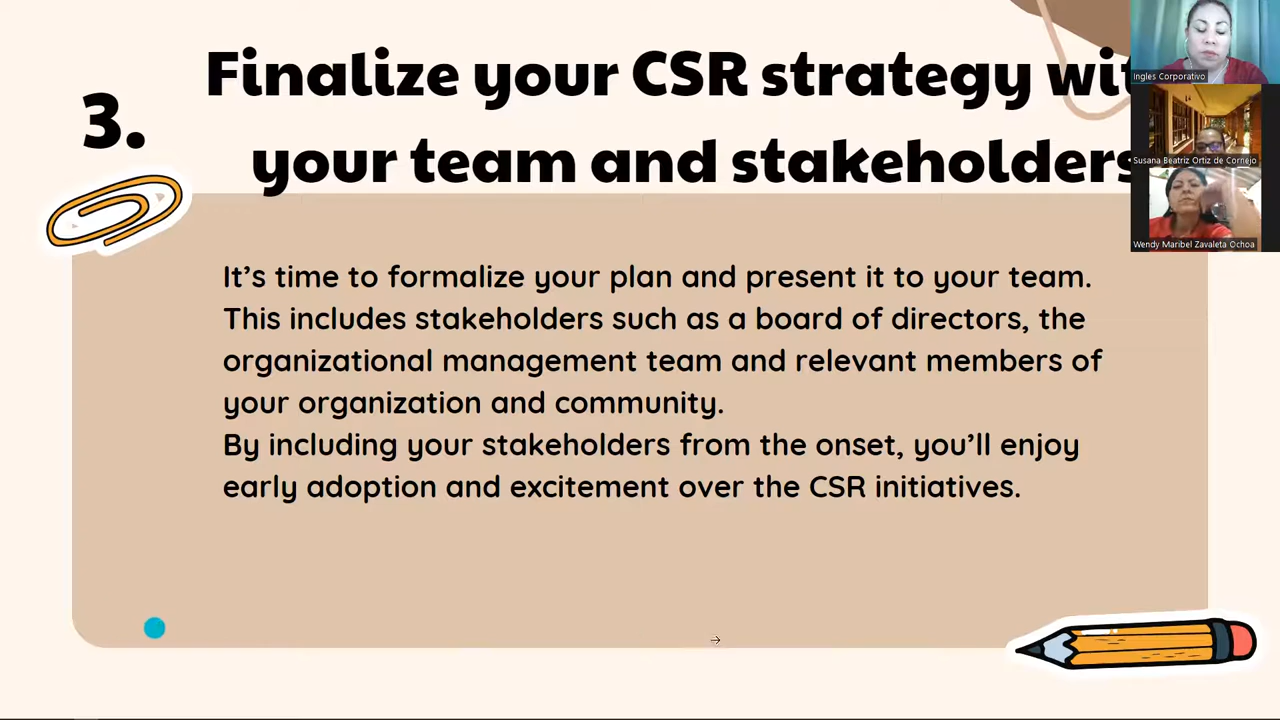 3.
Finalize your CSR strategy wit
your team and stakeholders
It's time to formalize your plan and present it to your team.
This includes stakeholders such as a board of directors, the
organizational management team and relevant members of
your organization and community.
By including your stakeholders from the onset, you'll enjoy
early adoption and excitement over the CSR initiatives.
Ingles Corporativo
Susana Beatriz Ortiz de Cornejo
Wendy Maribel Zavaleta Ochoa